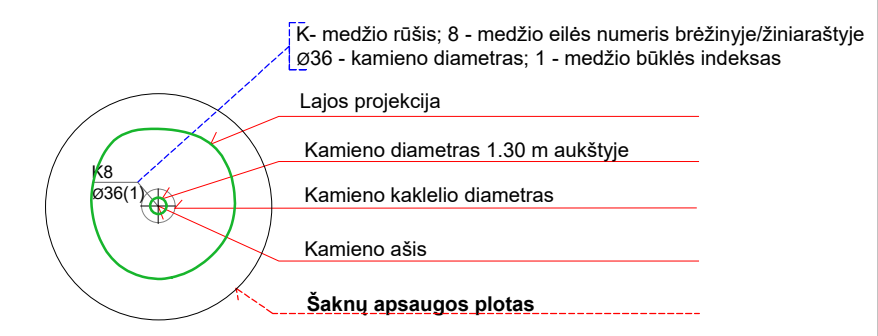 K- medžio rūšis; 8 - medžio eilės numeris brėžinyje/žiniaraštyje
Ø36 - kamieno diametras; 1 - medžio būklės indeksas
Lajos projekcija
Kamieno diametras 1.30 m aukštyje
K8
Ø36(1)
Kamieno kaklelio diametras
Kamieno ašis
Šaknų apsaugos plotas